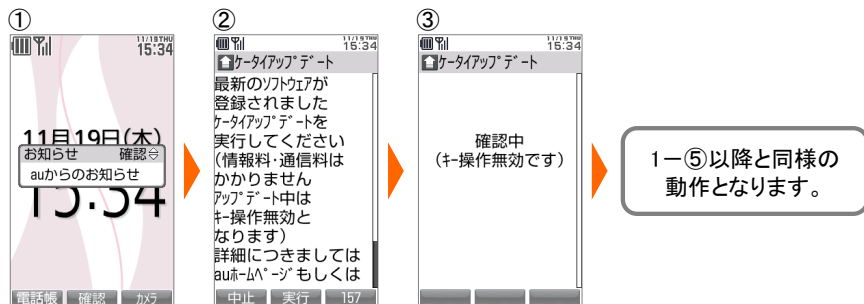 ①
11/19 THU
15:34
11月19日(木)
お知らせ 確認
auからのお知らせ
15:34
電話帳 確認 カメラ
②
11/19 THU
15:34
ケータイアップデート
最新のソフトウェアが
登録されました
ケータイアップデートを
実行してください
(情報料・通信料は
かかりません
アップデート中は
キー操作無効と
なります)
詳細につきましては
auホームページもしくは
中止 実行 157
③
11/19 THU
15:34
ケータイアップデート
確認中
(キー操作無効です)
1-⑤以降と同様の
動作となります。